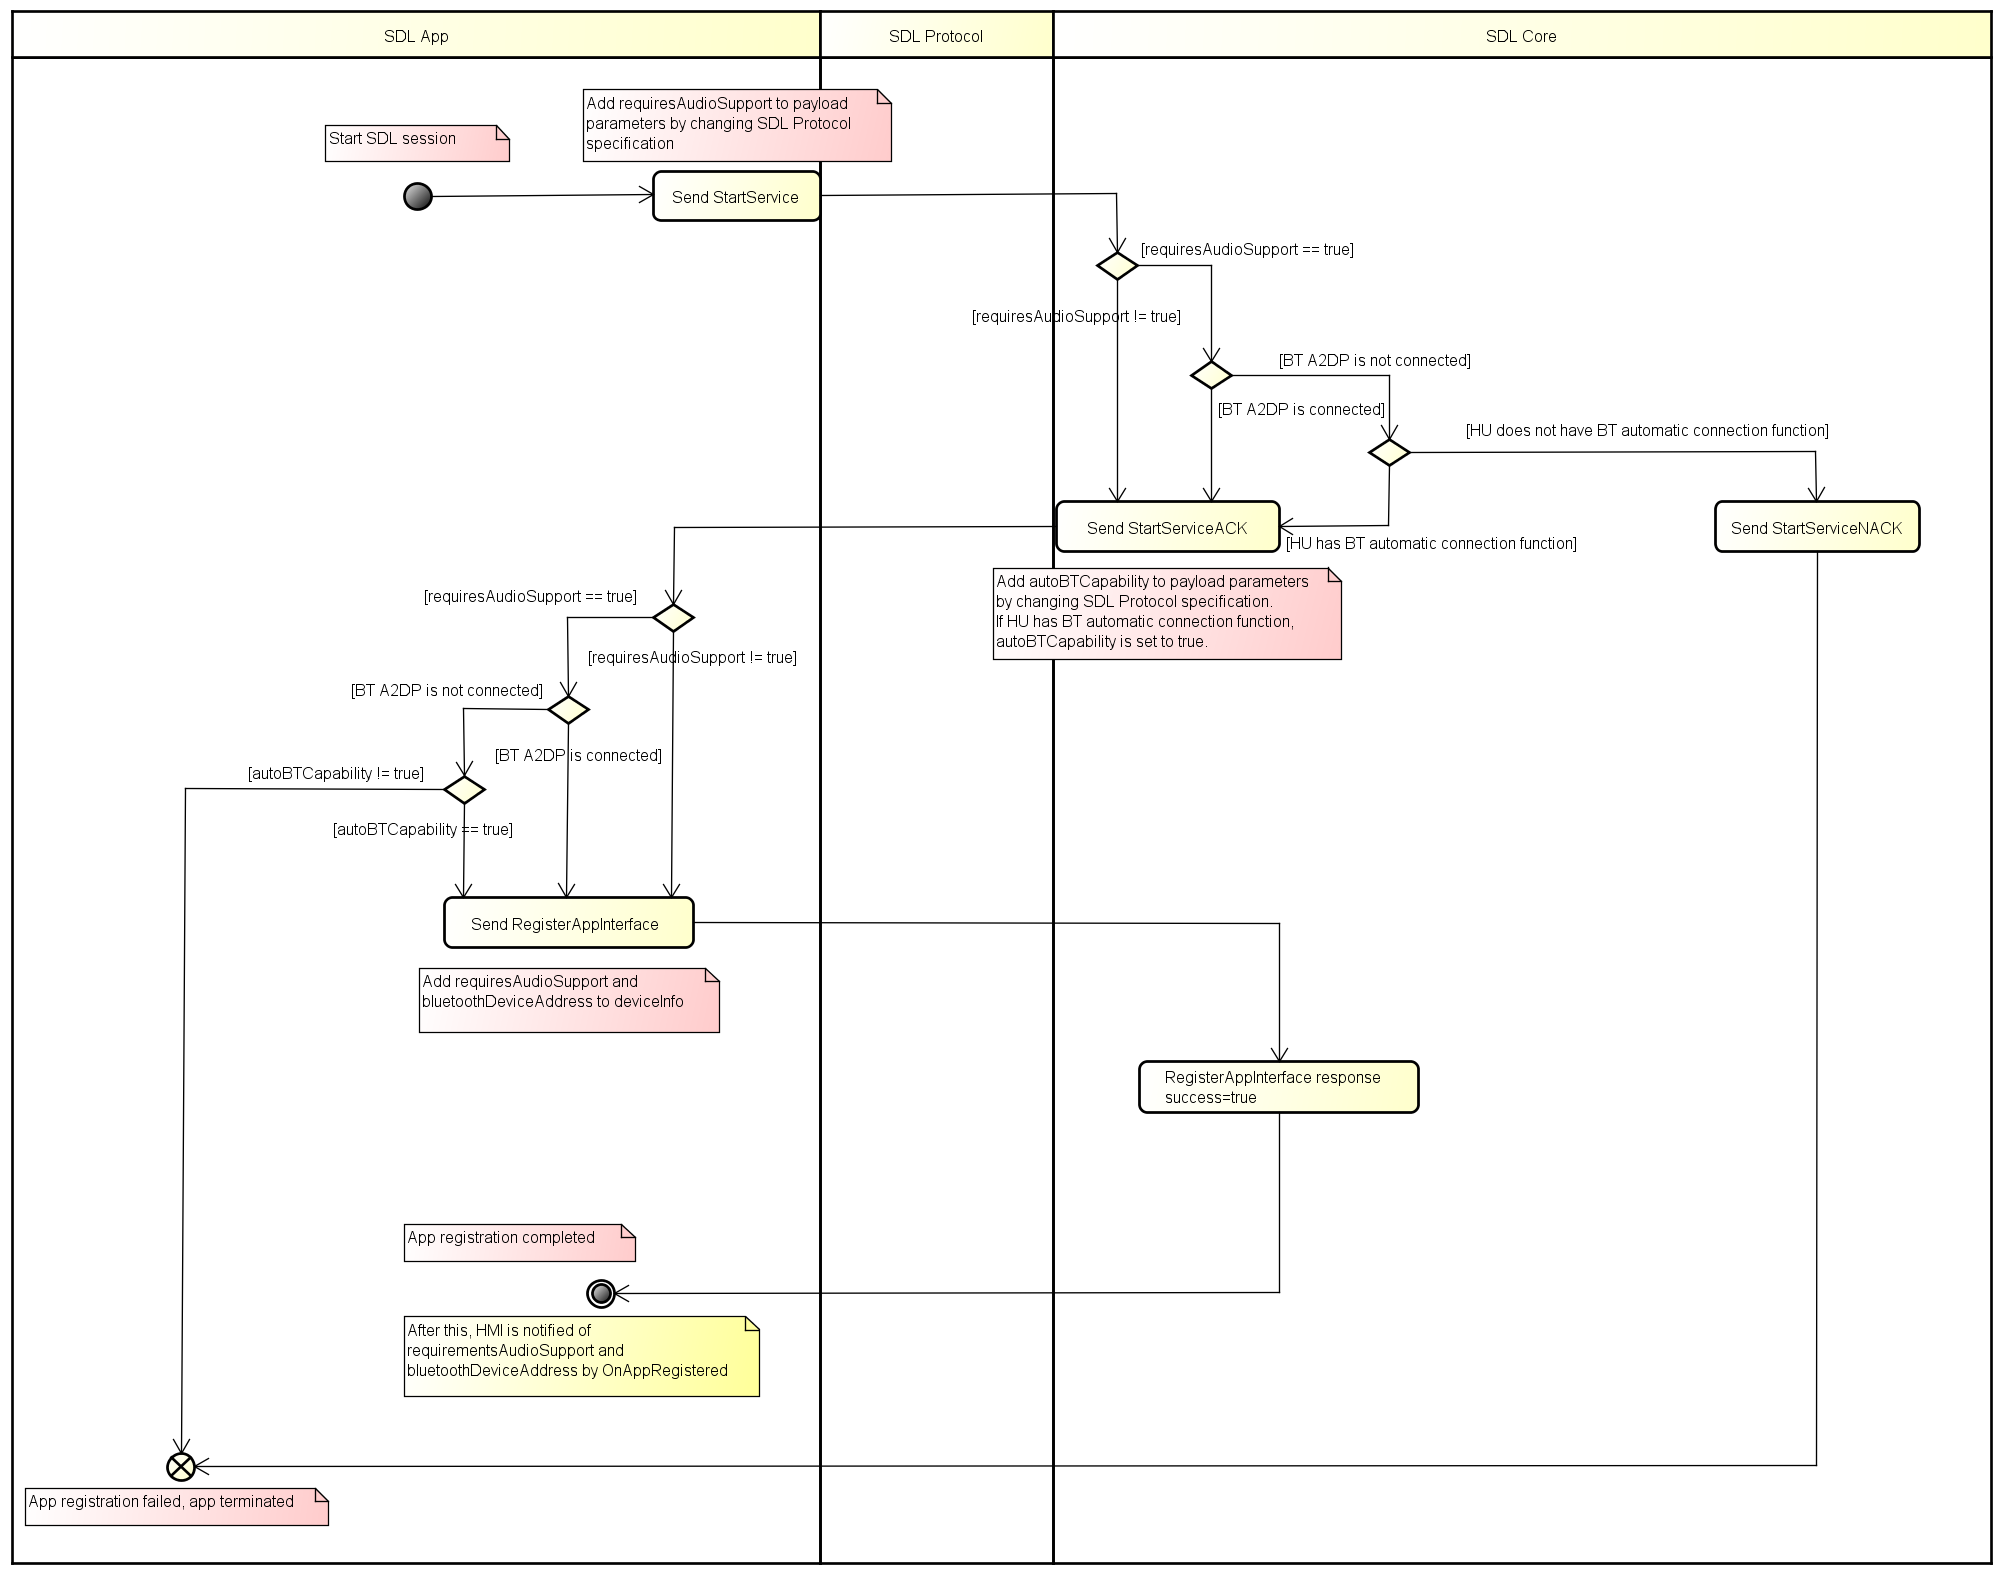 SDL App
SDL Protocol
SDL Core
Add requiresAudioSupport to payload
parameters by changing SDL Protocol
specification
Start SDL session
Send StartService
[requiresAudioSupport == true]
[requiresAudioSupport != true]
[BT A2DP is not connected]
[BT A2DP is connected]
[HU does not have BT automatic connection function]
Send StartServiceACK
Send StartServiceNACK
[HU has BT automatic connection function]
Add autoBTCapability to payload parameters
by changing SDL Protocol specification.
If HU has BT automatic connection function,
autoBTCapability is set to true.
[requiresAudioSupport == true]
[requiresAudioSupport != true]
[BT A2DP is not connected]
[BT A2DP is connected]
[autoBTCapability != true]
[autoBTCapability == true]
Send RegisterAppInterface
Add requiresAudioSupport and
bluetoothDeviceAddress to deviceInfo
RegisterAppInterface response
success=true
App registration completed
After this, HMI is notified of
requirementsAudioSupport and
bluetoothDeviceAddress by OnAppRegistered
App registration failed, app terminated